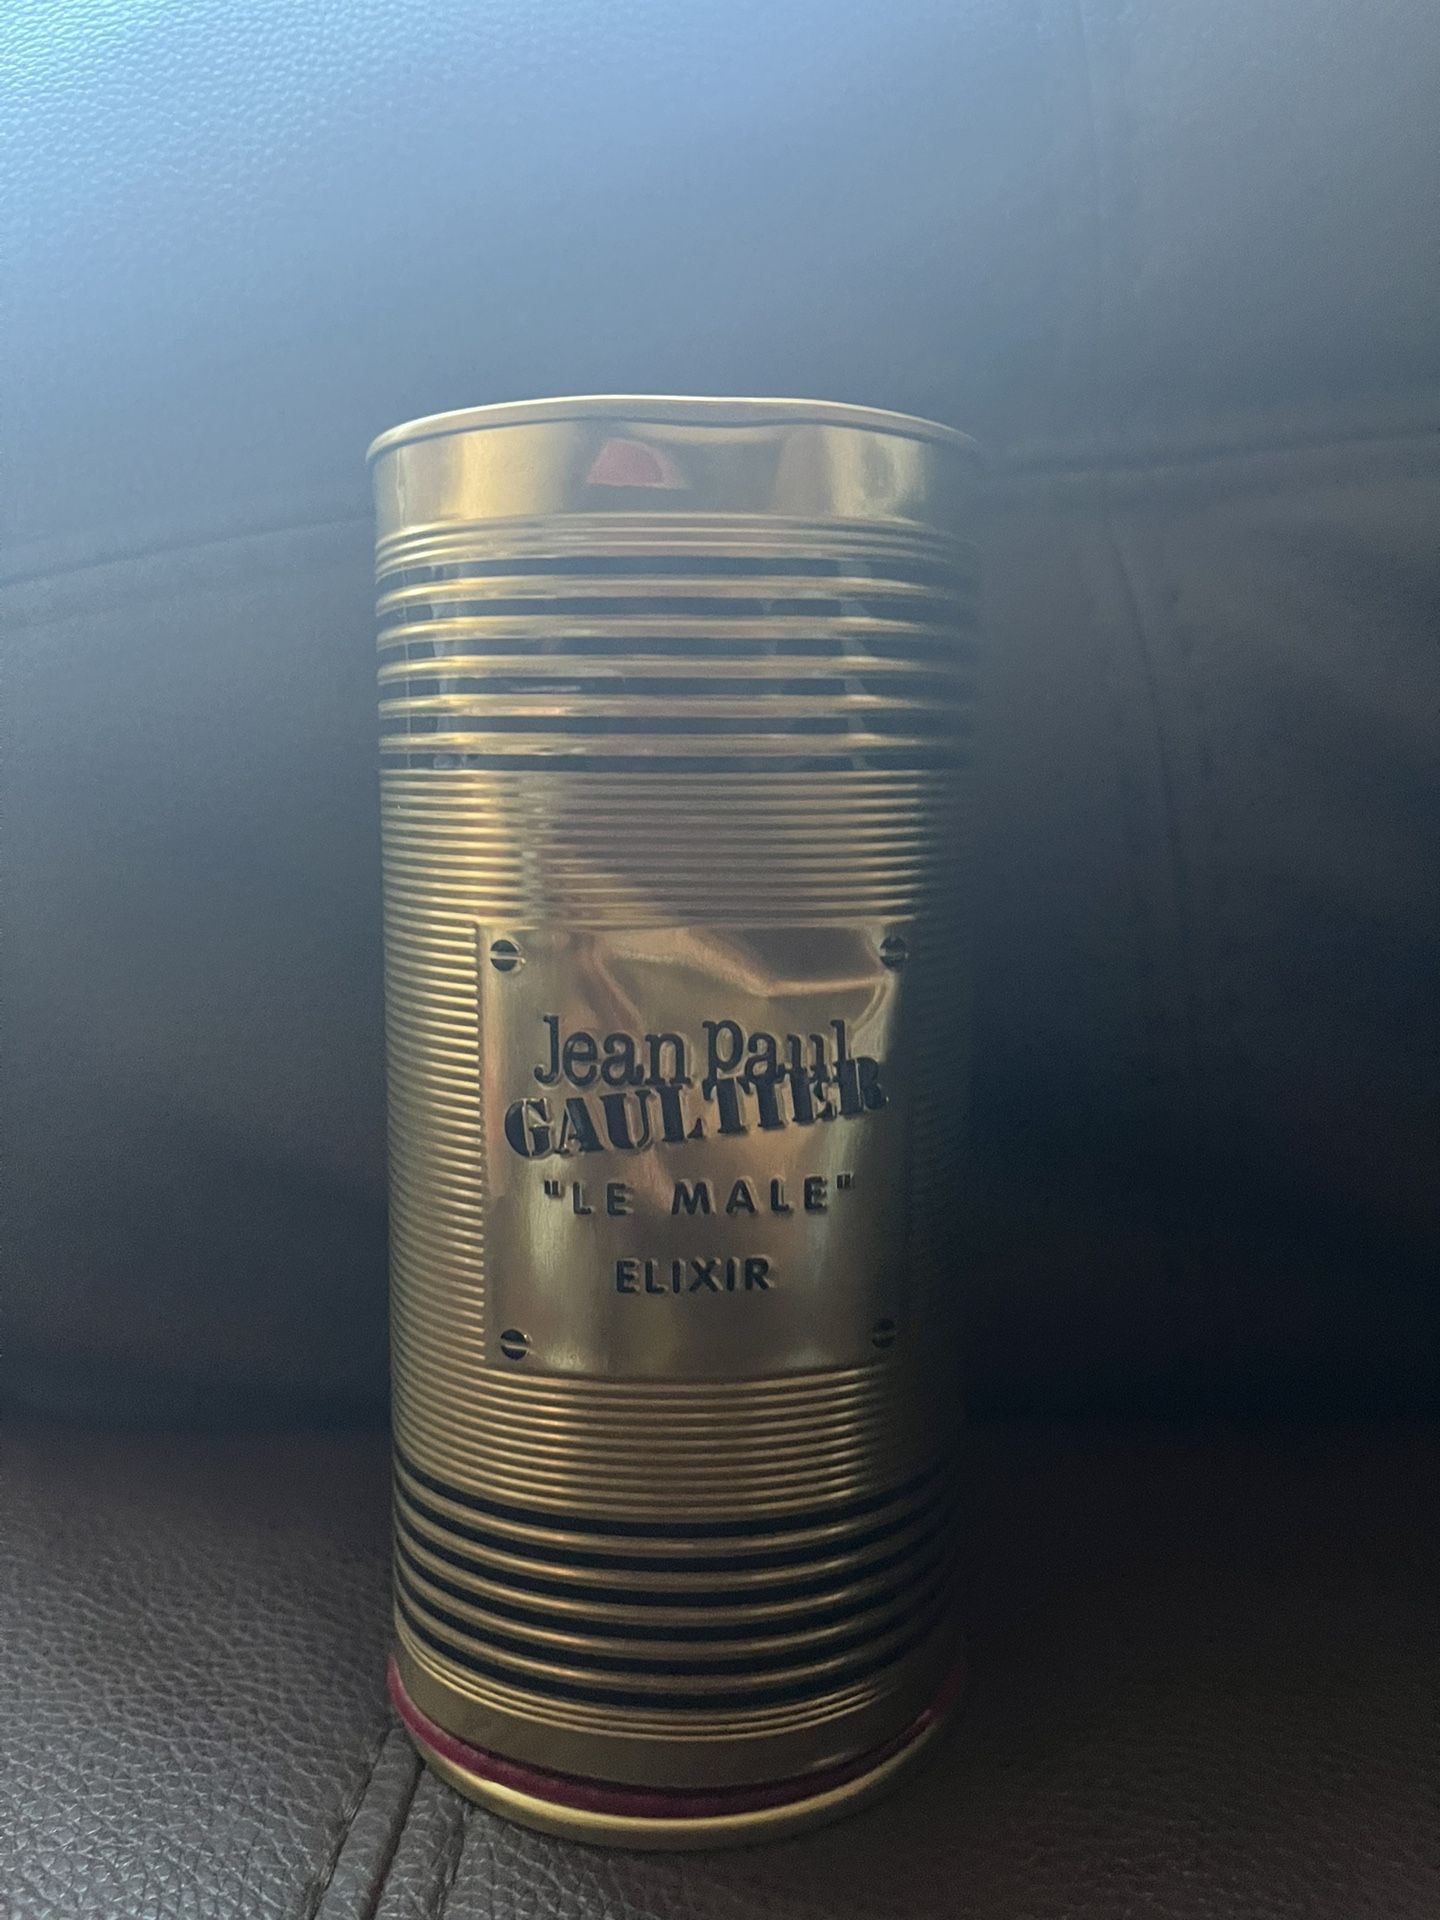 Jean Paul
GAULTIER
"LE MALE"
ELIXIR